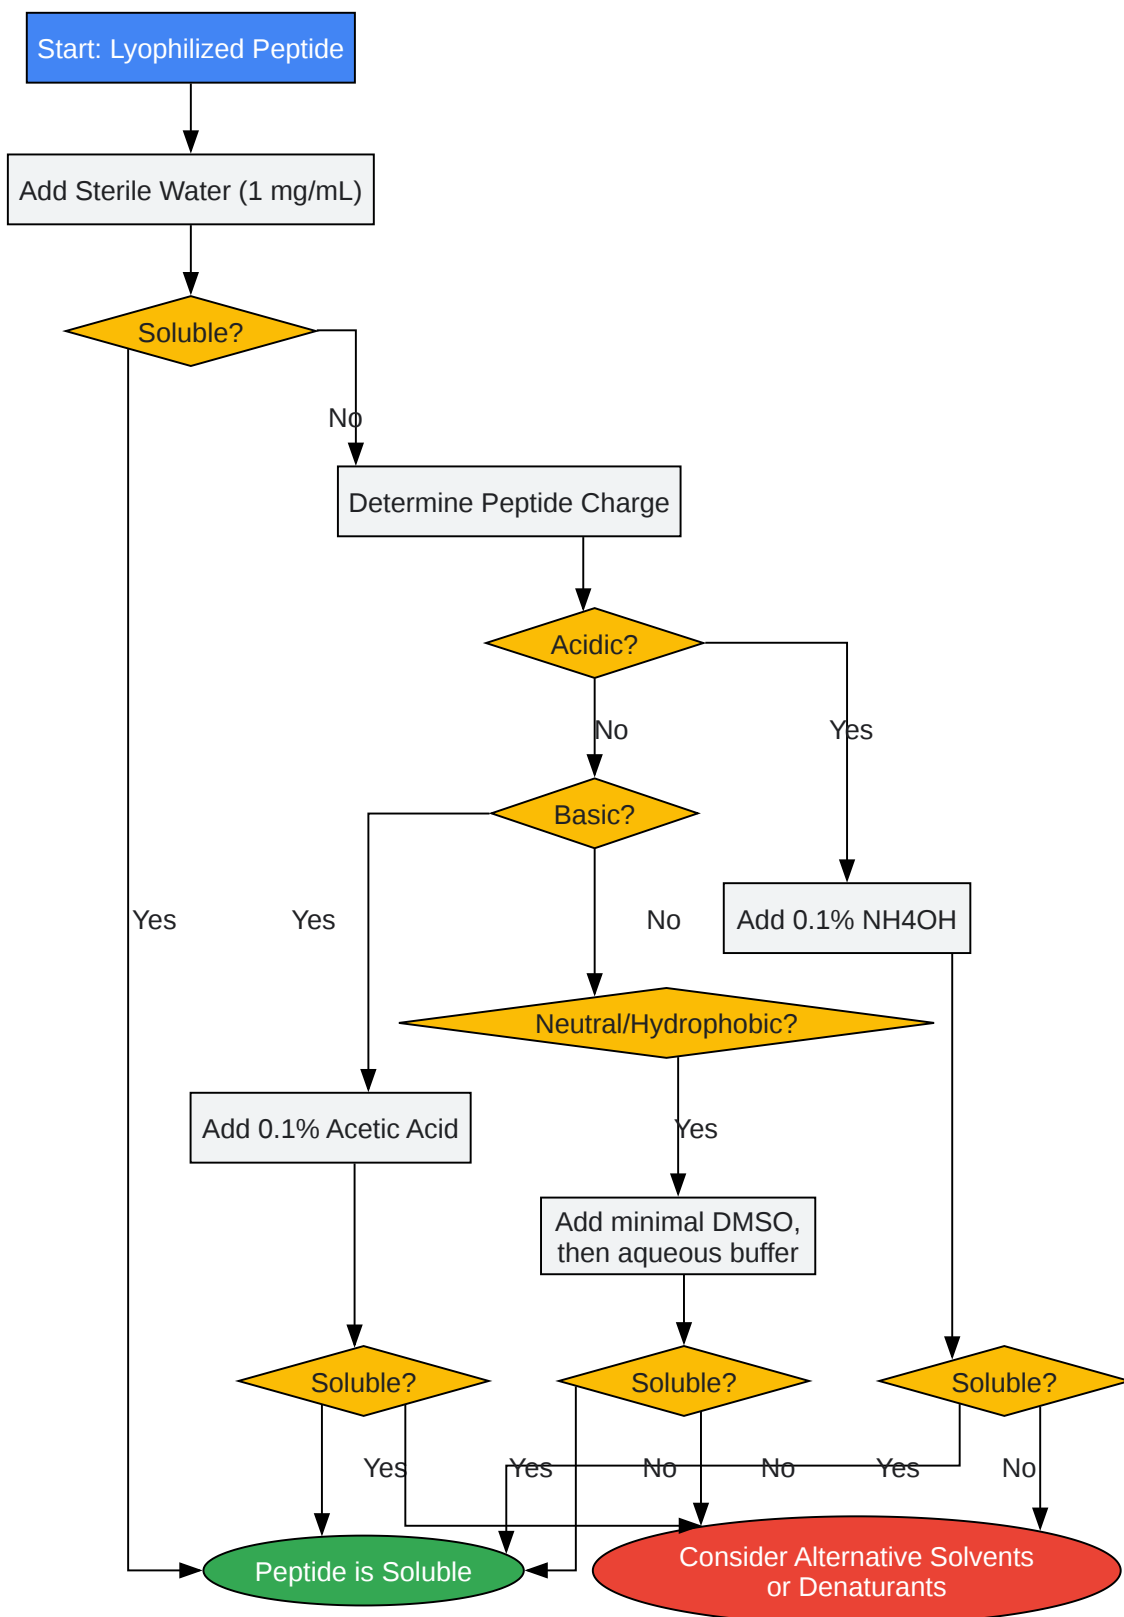 Start: Lyophilized Peptide
Add Sterile Water (1 mg/mL)
Soluble?
No
Determine Peptide Charge
Acidic?
No
Yes
Basic?
Yes
Yes
No
Add 0.1% NH4OH
Neutral/Hydrophobic?
Add 0.1% Acetic Acid
Yes
Add minimal DMSO,
then aqueous buffer
Soluble?
Soluble?
Soluble?
Yes
Yes
No
No
Yes
No
Peptide is Soluble
Consider Alternative Solvents
or Denaturants